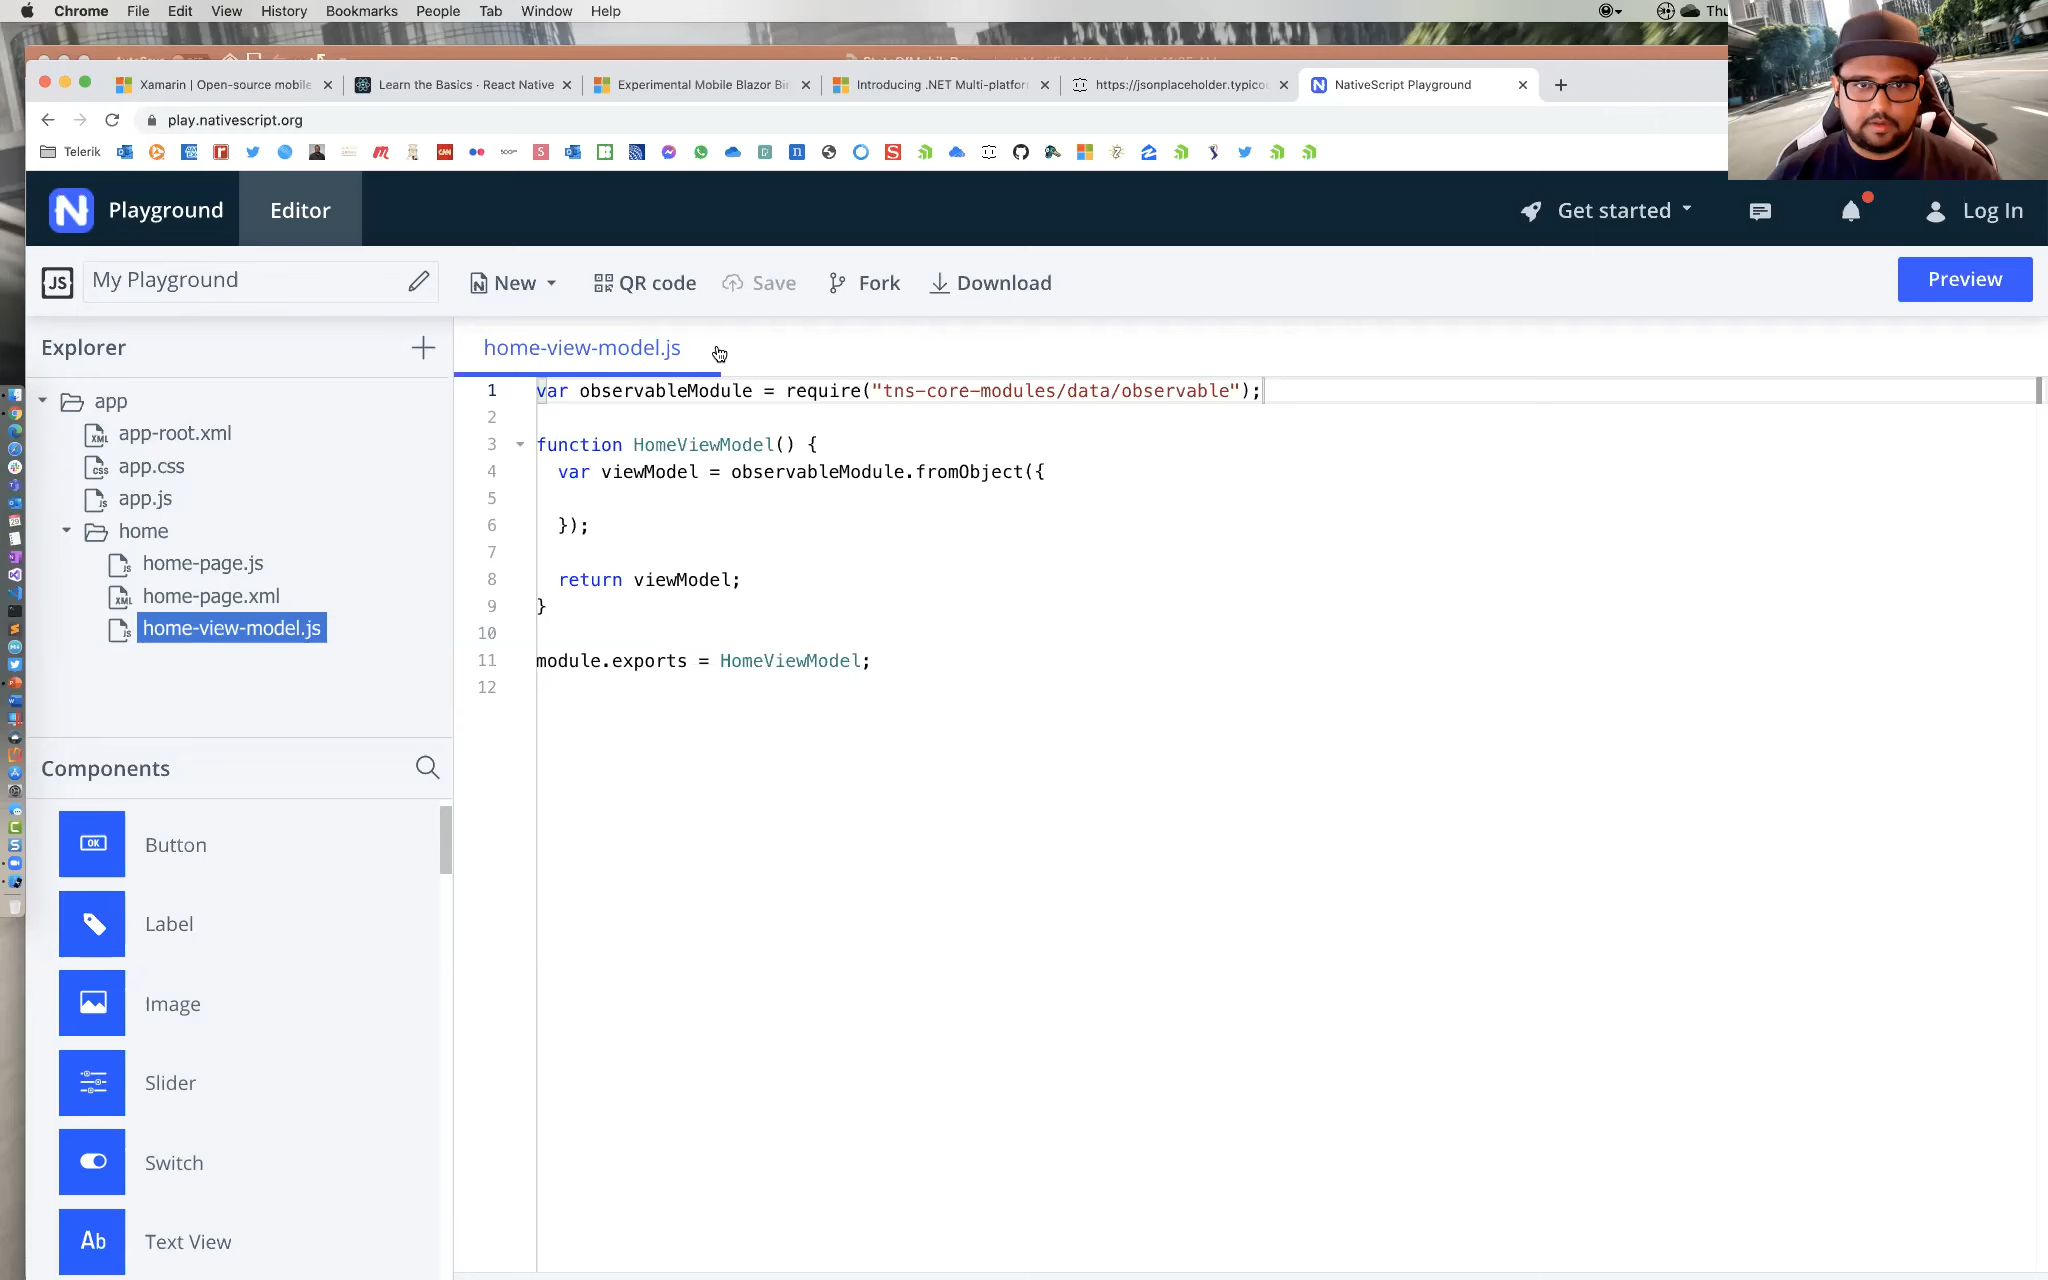 Chrome File Edit View History Bookmarks People Tab Window Help
Thu
Xamarin | Open-source mobile
Learn the Basics · React Native
Experimental Mobile Blazor Bi
Introducing .NET Multi-platfor
https://jsonplaceholder.typico
NativeScript Playground
play.nativescript.org
Telerik
Playground
Editor
Get started
Log In
JS
My Playground
New
QR code
Save
Fork
Download
Preview
Explorer
home-view-model.js
app
app-root.xml
app.css
app.js
home
home-page.js
home-page.xml
home-view-model.js
1 var observableModule = require("tns-core-modules/data/observable");
2
3 function HomeViewModel() {
4 var viewModel = observableModule.fromObject({
5
6 });
7
8 return viewModel;
9 }
10
11 module.exports = HomeViewModel;
12
Components
OK
Button
Label
Image
Slider
Switch
Ab
Text View